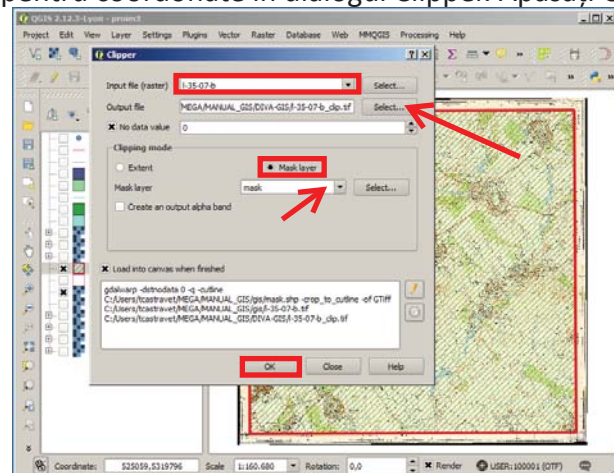 pentru coordonate în dialogul Clipper. Apăsați
QGIS 2.12.3-Lyon - proiect
Project Edit View Layer Settings Plugins Vector Raster Database Web MMQGIS Processing Help
Clipper
Input file (raster) l-35-07-b Select...
Output file MEGA/MANUAL_GIS/DIVA-GIS/l-35-07-b_clip.tif Select...
No data value 0
Clipping mode
Extent Mask layer
Mask layer mask Select...
Create an output alpha band
Load into canvas when finished
gdalwarp -dstnodata 0 -q -cutline
C:/Users/tcastravet/MEGA/MANUAL_GIS/gis/mask.shp -crop_to_cutline -of GTiff
C:/Users/tcastravet/MEGA/MANUAL_GIS/gis/l-35-07-b.tif
C:/Users/tcastravet/MEGA/MANUAL_GIS/DIVA-GIS/l-35-07-b_clip.tif
OK Close Help
Coordinate: 525059,5319796 Scale 1:160.680 Rotation: 0,0 Render USER:100001 (OTF)